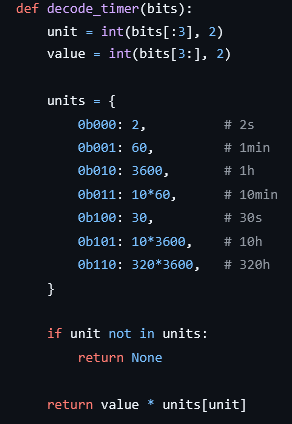 def decode_timer(bits):
    unit = int(bits[:3], 2)
    value = int(bits[3:], 2)

    units = {
        0b000: 2,          # 2s
        0b001: 60,         # 1min
        0b010: 3600,       # 1h
        0b011: 10*60,      # 10min
        0b100: 30,         # 30s
        0b101: 10*3600,    # 10h
        0b110: 320*3600,   # 320h
    }

    if unit not in units:
        return None

    return value * units[unit]